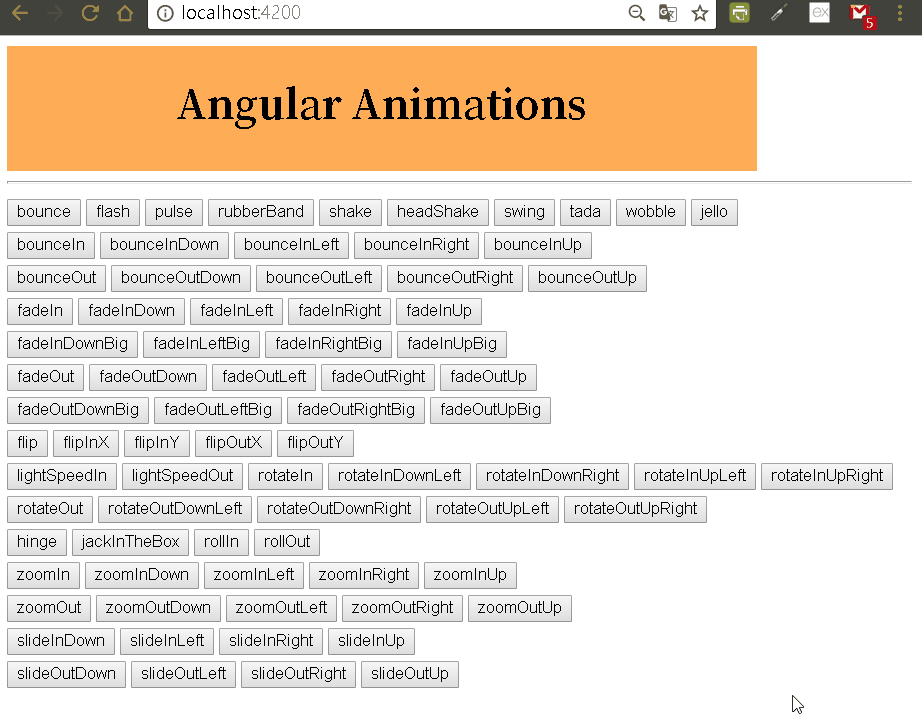 localhost:4200
ex
5
Angular Animations
bounce flash pulse rubberBand shake headShake swing tada wobble jello
bounceIn bounceInDown bounceInLeft bounceInRight bounceInUp
bounceOut bounceOutDown bounceOutLeft bounceOutRight bounceOutUp
fadeIn fadeInDown fadeInLeft fadeInRight fadeInUp
fadeInDownBig fadeInLeftBig fadeInRightBig fadeInUpBig
fadeOut fadeOutDown fadeOutLeft fadeOutRight fadeOutUp
fadeOutDownBig fadeOutLeftBig fadeOutRightBig fadeOutUpBig
flip flipInX flipInY flipOutX flipOutY
lightSpeedIn lightSpeedOut rotateIn rotateInDownLeft rotateInDownRight rotateInUpLeft rotateInUpRight
rotateOut rotateOutDownLeft rotateOutDownRight rotateOutUpLeft rotateOutUpRight
hinge jackInTheBox rollIn rollOut
zoomIn zoomInDown zoomInLeft zoomInRight zoomInUp
zoomOut zoomOutDown zoomOutLeft zoomOutRight zoomOutUp
slideInDown slideInLeft slideInRight slideInUp
slideOutDown slideOutLeft slideOutRight slideOutUp